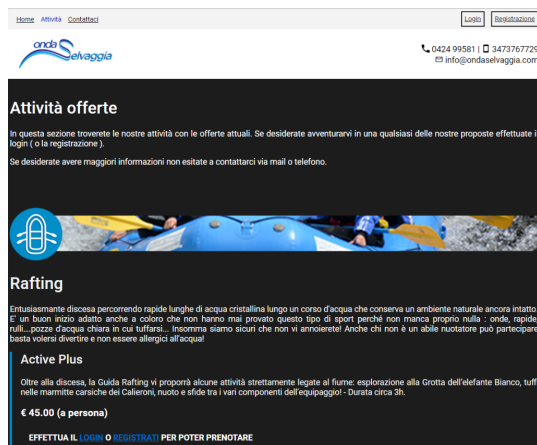 Home Attività Contattaci
Login Registrazione
onda Selvaggia
0424 99581 | 3473767729
info@ondaselvaggia.com
Attività offerte
In questa sezione troverete le nostre attività con le offerte attuali. Se desiderate avventurarvi in una qualsiasi delle nostre proposte effettuate il
login ( o la registrazione ).
Se desiderate avere maggiori informazioni non esitate a contattarci via mail o telefono.
Rafting
Entusiasmante discesa percorrendo rapide lunghe di acqua cristallina lungo un corso d'acqua che conserva un ambiente naturale ancora intatto.
E' un buon inizio adatto anche a coloro che non hanno mai provato questo tipo di sport perché non manca proprio nulla : onde, rapide,
rulli...pozze d'acqua chiara in cui tuffarsi... Insomma siamo sicuri che non vi annoierete! Anche chi non è un abile nuotatore può partecipare
basta volersi divertire e non essere allergici all'acqua!
Active Plus
Oltre alla discesa, la Guida Rafting vi proporrà alcune attività strettamente legate al fiume: esplorazione alla Grotta dell'elefante Bianco, tuff
nelle marmitte carsiche dei Calieroni, nuoto e sfide tra i vari componenti dell'equipaggio! - Durata circa 3h.
€ 45.00 (a persona)
EFFETTUA IL LOGIN O REGISTRATI PER POTER PRENOTARE